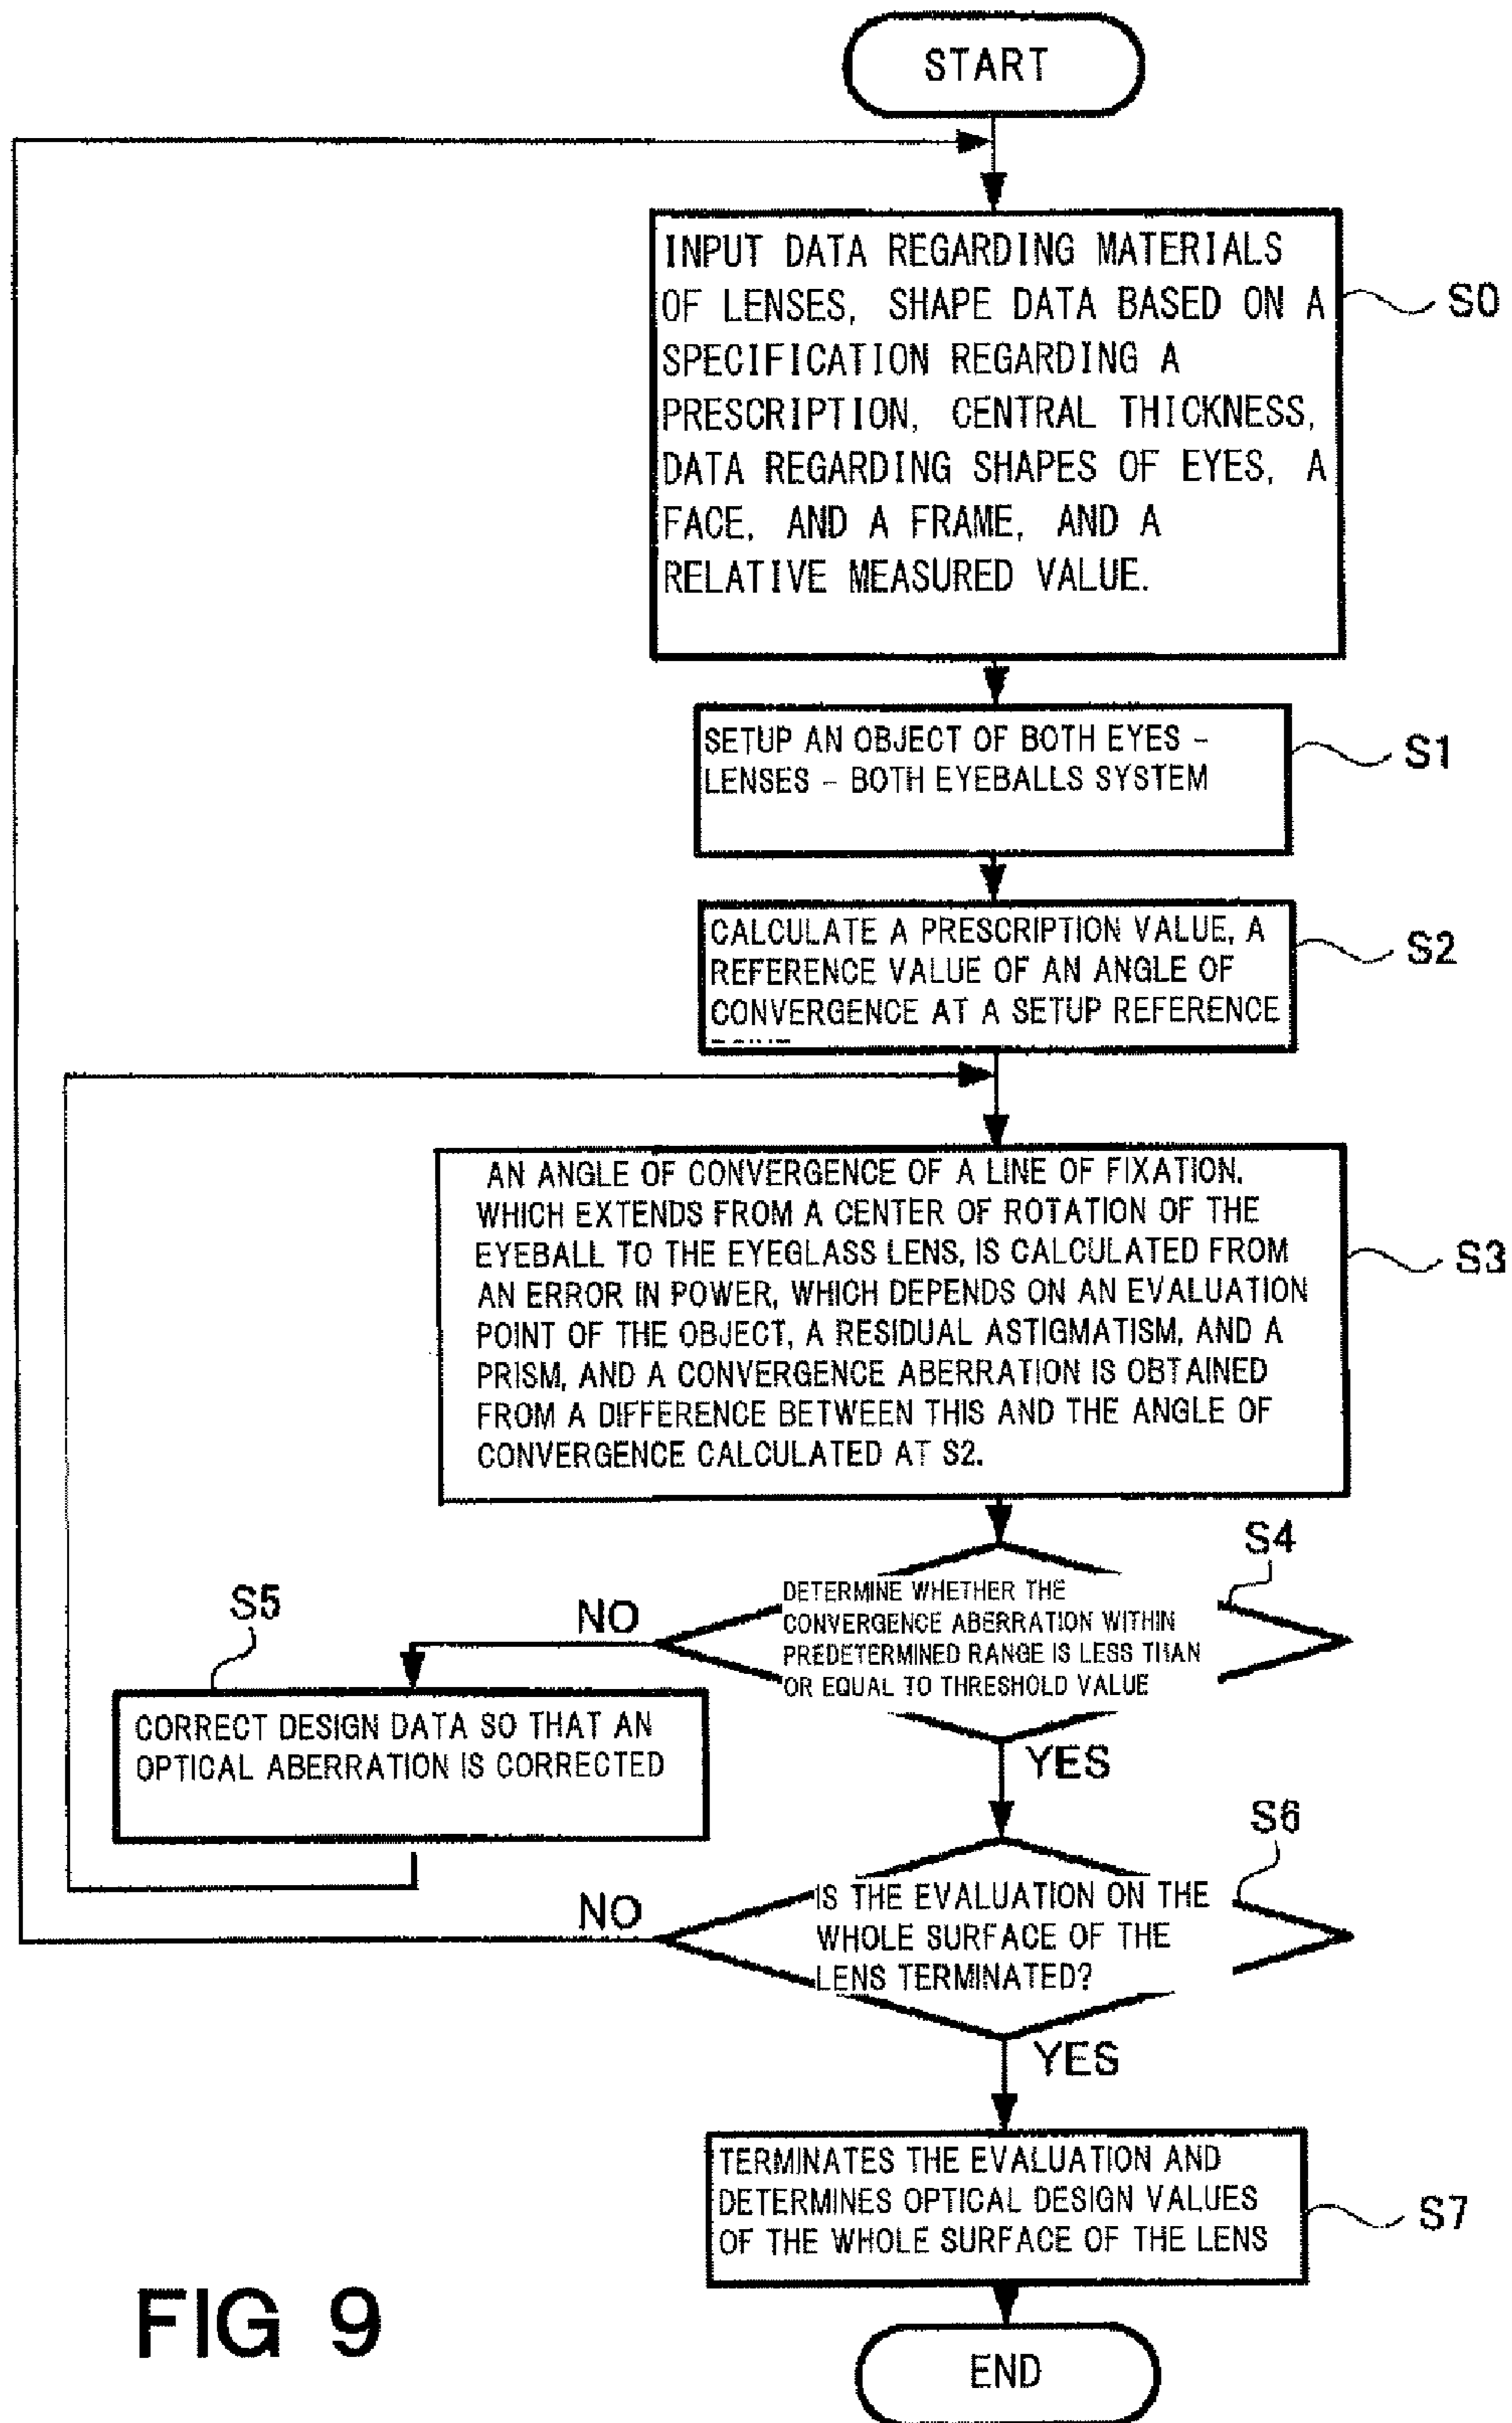 START
INPUT DATA REGARDING MATERIALS
OF LENSES, SHAPE DATA BASED ON A
SPECIFICATION REGARDING A
PRESCRIPTION, CENTRAL THICKNESS,
DATA REGARDING SHAPES OF EYES, A
FACE, AND A FRAME, AND A
RELATIVE MEASURED VALUE.
S0
SETUP AN OBJECT OF BOTH EYES –
LENSES – BOTH EYEBALLS SYSTEM
S1
CALCULATE A PRESCRIPTION VALUE, A
REFERENCE VALUE OF AN ANGLE OF
CONVERGENCE AT A SETUP REFERENCE
S2
AN ANGLE OF CONVERGENCE OF A LINE OF FIXATION,
WHICH EXTENDS FROM A CENTER OF ROTATION OF THE
EYEBALL TO THE EYEGLASS LENS, IS CALCULATED FROM
AN ERROR IN POWER, WHICH DEPENDS ON AN EVALUATION
POINT OF THE OBJECT, A RESIDUAL ASTIGMATISM, AND A
PRISM, AND A CONVERGENCE ABERRATION IS OBTAINED
FROM A DIFFERENCE BETWEEN THIS AND THE ANGLE OF
CONVERGENCE CALCULATED AT S2.
S3
S4
DETERMINE WHETHER THE
CONVERGENCE ABERRATION WITHIN
PREDETERMINED RANGE IS LESS THAN
OR EQUAL TO THRESHOLD VALUE
NO
S5
CORRECT DESIGN DATA SO THAT AN
OPTICAL ABERRATION IS CORRECTED
YES
S6
IS THE EVALUATION ON THE
WHOLE SURFACE OF THE
LENS TERMINATED?
NO
YES
TERMINATES THE EVALUATION AND
DETERMINES OPTICAL DESIGN VALUES
OF THE WHOLE SURFACE OF THE LENS
S7
END
FIG 9